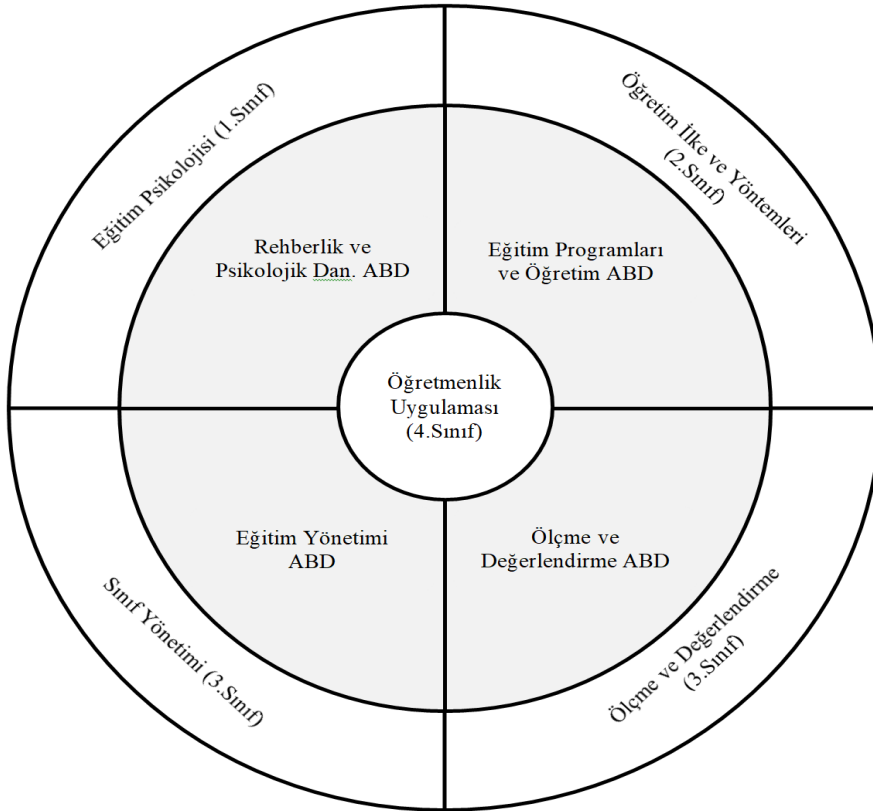 Eğitim Psikolojisi (1.Sınıf)
Öğretim İlke ve Yöntemleri
(2.Sınıf)
Rehberlik ve
Psikolojik Dan. ABD
Eğitim Programları
ve Öğretim ABD
Öğretmenlik
Uygulaması
(4.Sınıf)
Eğitim Yönetimi
ABD
Ölçme ve
Değerlendirme ABD
Sınıf Yönetimi (3.Sınıf)
Ölçme ve Değerlendirme
(3.Sınıf)